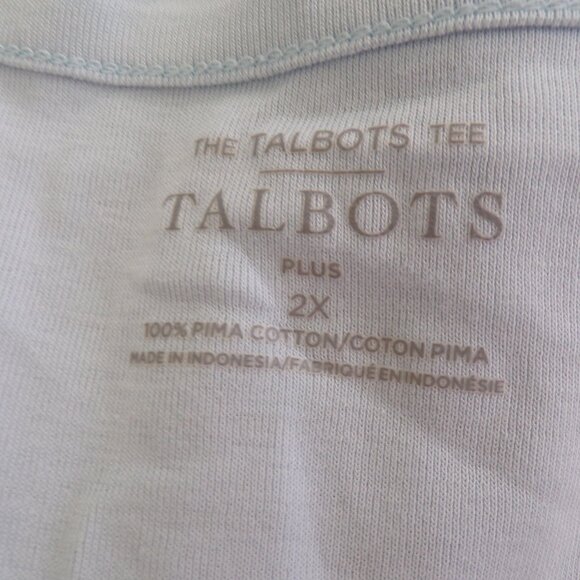 THE TALBOTS TEE
TALBOTS
PLUS
2X
100% PIMA COTTON/COTON PIMA
MADE IN INDONESIA/FABRIQUÉ EN INDONÉSIE